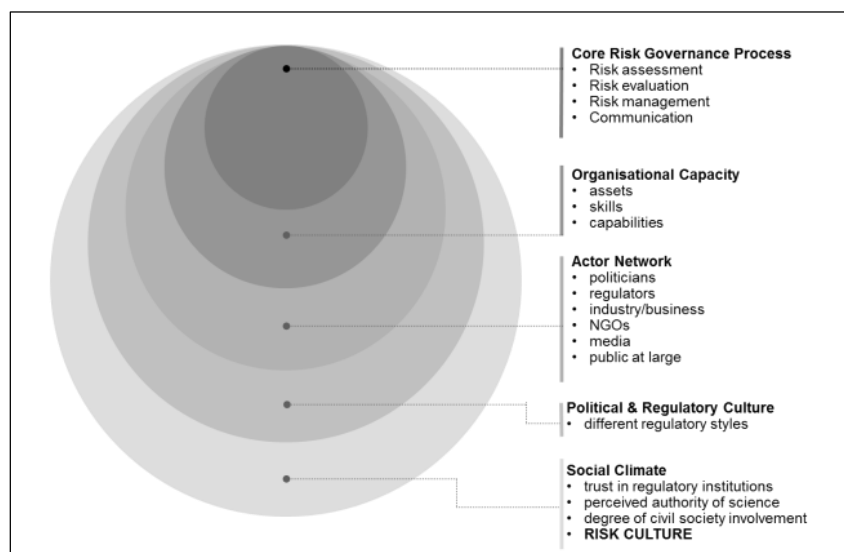 Core Risk Governance Process
• Risk assessment
• Risk evaluation
• Risk management
• Communication
Organisational Capacity
• assets
• skills
• capabilities
Actor Network
• politicians
• regulators
• industry/business
• NGOs
• media
• public at large
Political & Regulatory Culture
• different regulatory styles
Social Climate
• trust in regulatory institutions
• perceived authority of science
• degree of civil society involvement
• RISK CULTURE